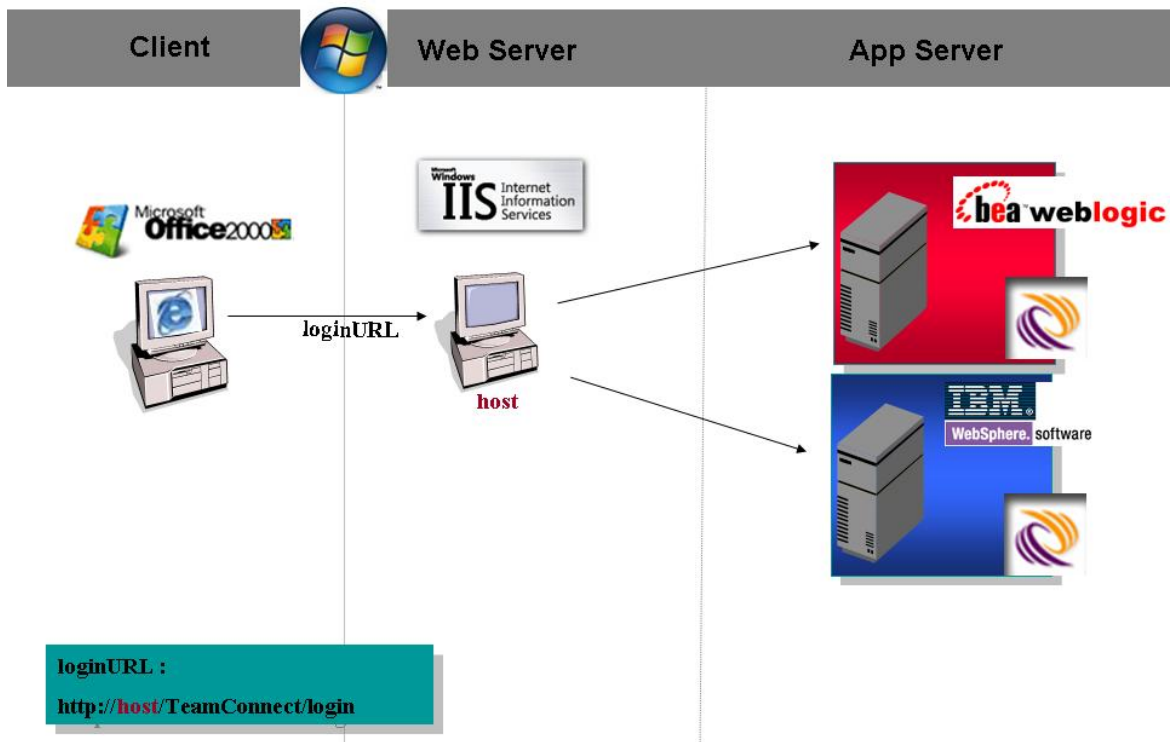 Client
Web Server
App Server
Microsoft
Office2000
Microsoft
Windows
IIS Internet
Information
Services
bea weblogic
loginURL
host
IBM®
WebSphere. software
loginURL :
http://host/TeamConnect/login